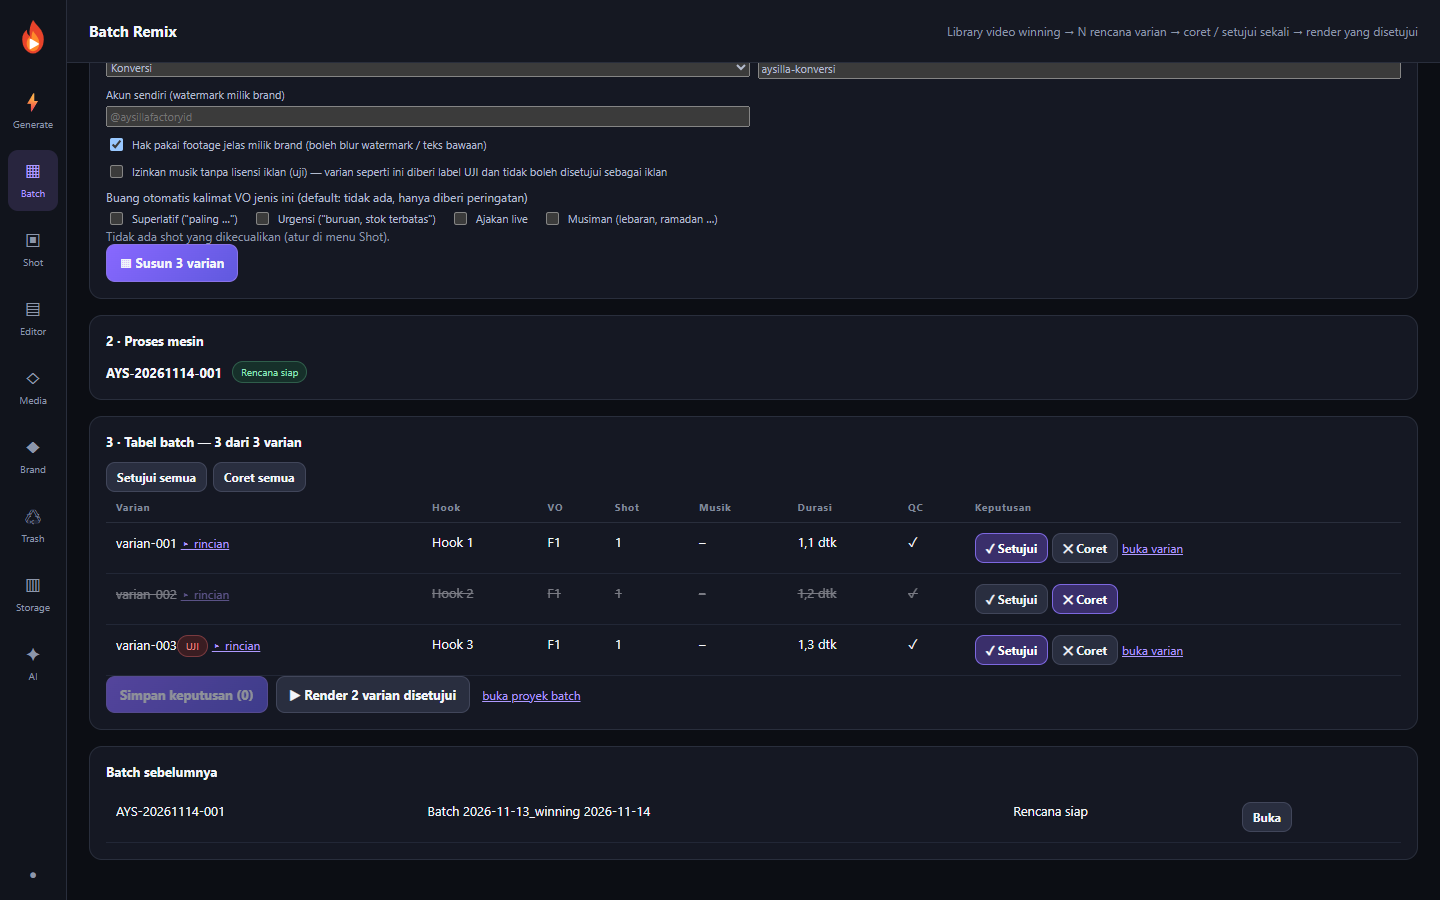 Batch Remix
Library video winning → N rencana varian → coret / setujui sekali → render yang disetujui
Generate
Batch
Shot
Editor
Media
Brand
Trash
Storage
AI
Konversi
aysilla-konversi
Akun sendiri (watermark milik brand)
@aysillafactoryid
Hak pakai footage jelas milik brand (boleh blur watermark / teks bawaan)
Izinkan musik tanpa lisensi iklan (uji) — varian seperti ini diberi label UJI dan tidak boleh disetujui sebagai iklan
Buang otomatis kalimat VO jenis ini (default: tidak ada, hanya diberi peringatan)
Superlatif ("paling ...") Urgensi ("buruan, stok terbatas") Ajakan live Musiman (lebaran, ramadan ...)
Tidak ada shot yang dikecualikan (atur di menu Shot).
Susun 3 varian
2 · Proses mesin
AYS-20261114-001 Rencana siap
3 · Tabel batch — 3 dari 3 varian
Setujui semua Coret semua
Varian Hook VO Shot Musik Durasi QC Keputusan
varian-001 ▸ rincian Hook 1 F1 1 – 1,1 dtk ✓ ✓ Setujui ✕ Coret buka varian
varian-002 ▸ rincian Hook 2 F1 1 – 1,2 dtk ✓ ✓ Setujui ✕ Coret
varian-003 UJI ▸ rincian Hook 3 F1 1 – 1,3 dtk ✓ ✓ Setujui ✕ Coret buka varian
Simpan keputusan (0) ▶ Render 2 varian disetujui buka proyek batch
Batch sebelumnya
AYS-20261114-001 Batch 2026-11-13_winning 2026-11-14 Rencana siap Buka